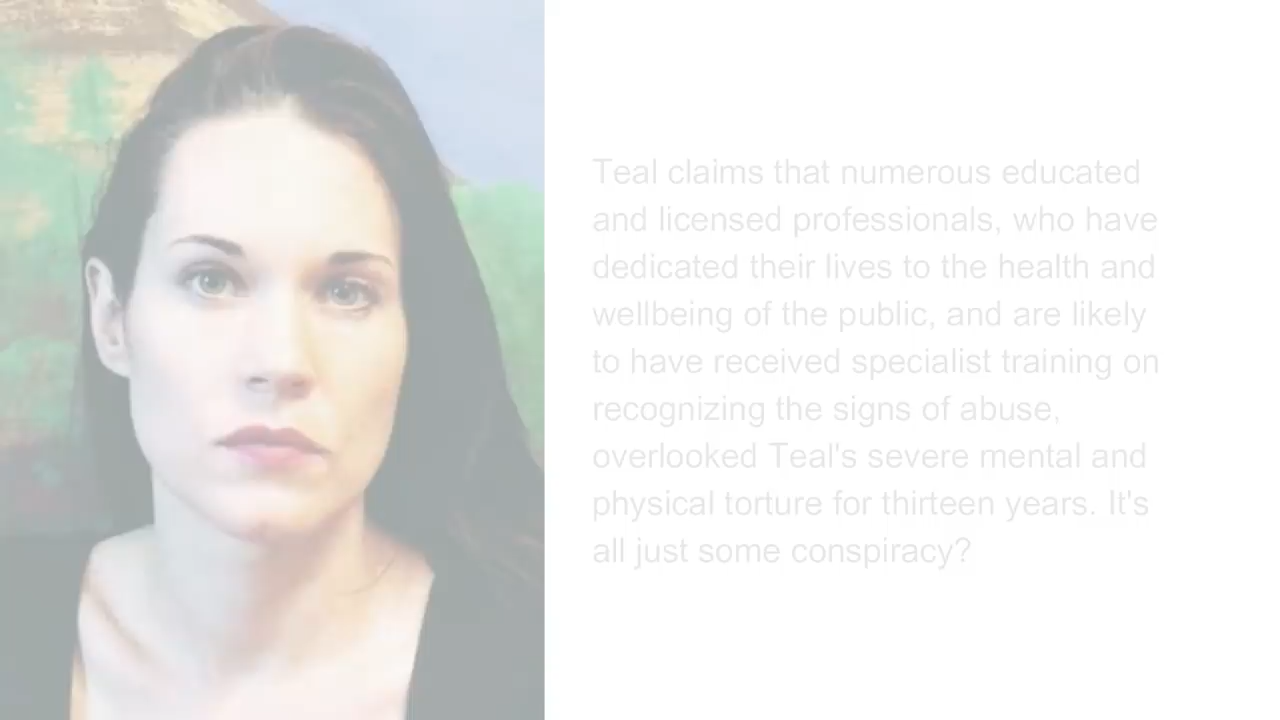 Teal claims that numerous educated
and licensed professionals, who have
dedicated their lives to the health and
wellbeing of the public, and are likely
to have received specialist training on
recognizing the signs of abuse,
overlooked Teal's severe mental and
physical torture for thirteen years. It's
all just some conspiracy?